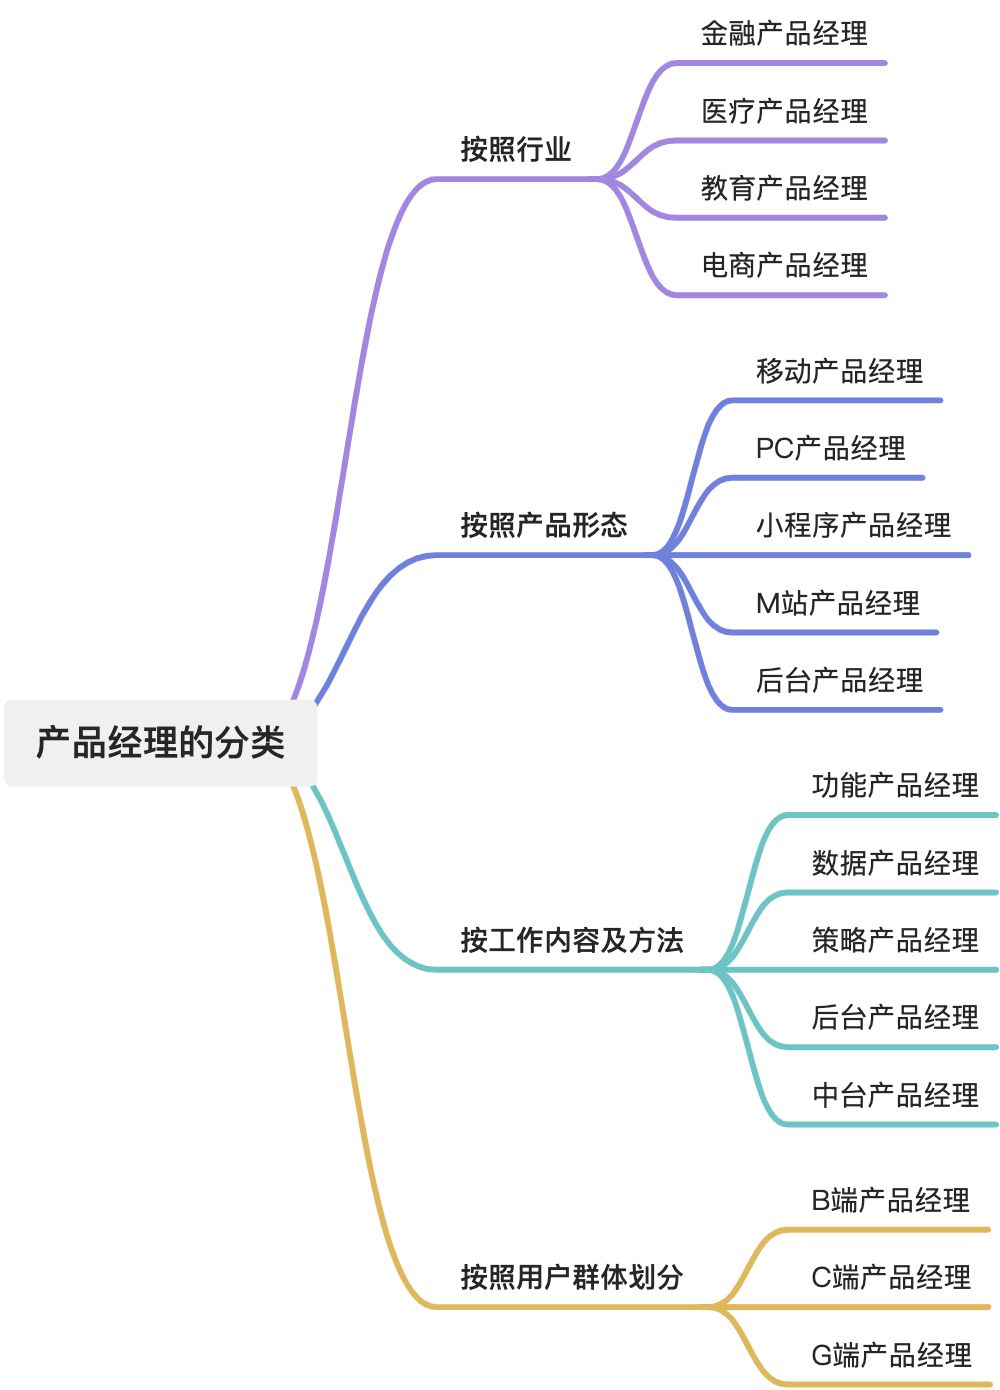 产品经理的分类
按照行业
金融产品经理
医疗产品经理
教育产品经理
电商产品经理
按照产品形态
移动产品经理
PC产品经理
小程序产品经理
M站产品经理
后台产品经理
按工作内容及方法
功能产品经理
数据产品经理
策略产品经理
后台产品经理
中台产品经理
按照用户群体划分
B端产品经理
C端产品经理
G端产品经理